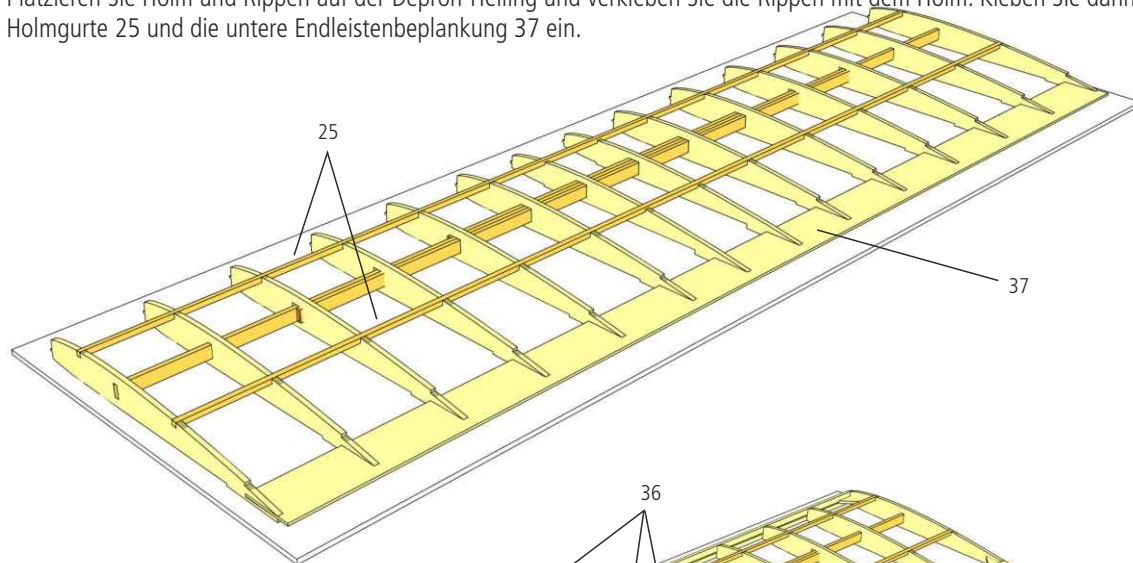 Platzieren Sie Holm und Rippen auf der Depron-Helling und verkleben Sie die Rippen mit dem Holm. Kleben Sie dann
Holmgurte 25 und die untere Endleistenbeplankung 37 ein.
25
37
36